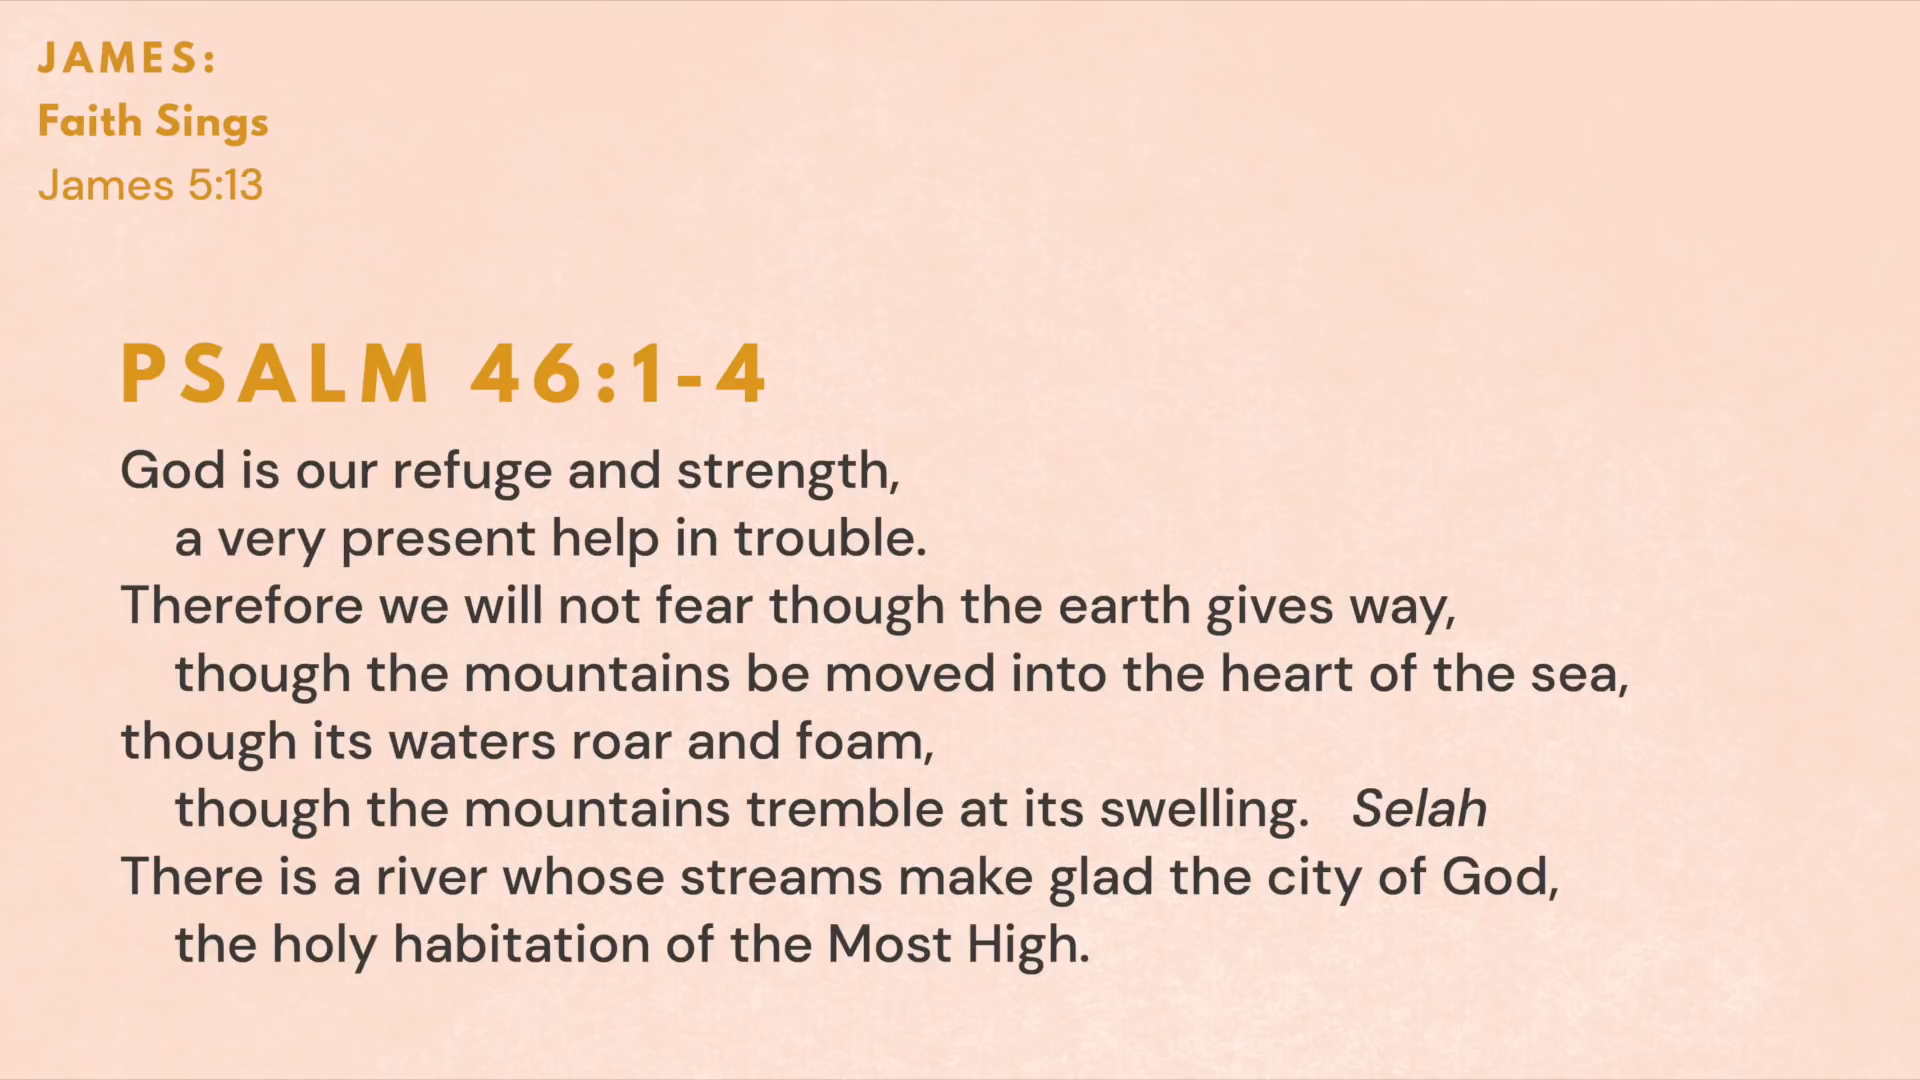 JAMES:
Faith Sings
James 5:13
PSALM 46:1-4
God is our refuge and strength,
a very present help in trouble.
Therefore we will not fear though the earth gives way,
though the mountains be moved into the heart of the sea,
though its waters roar and foam,
though the mountains tremble at its swelling. Selah
There is a river whose streams make glad the city of God,
the holy habitation of the Most High.